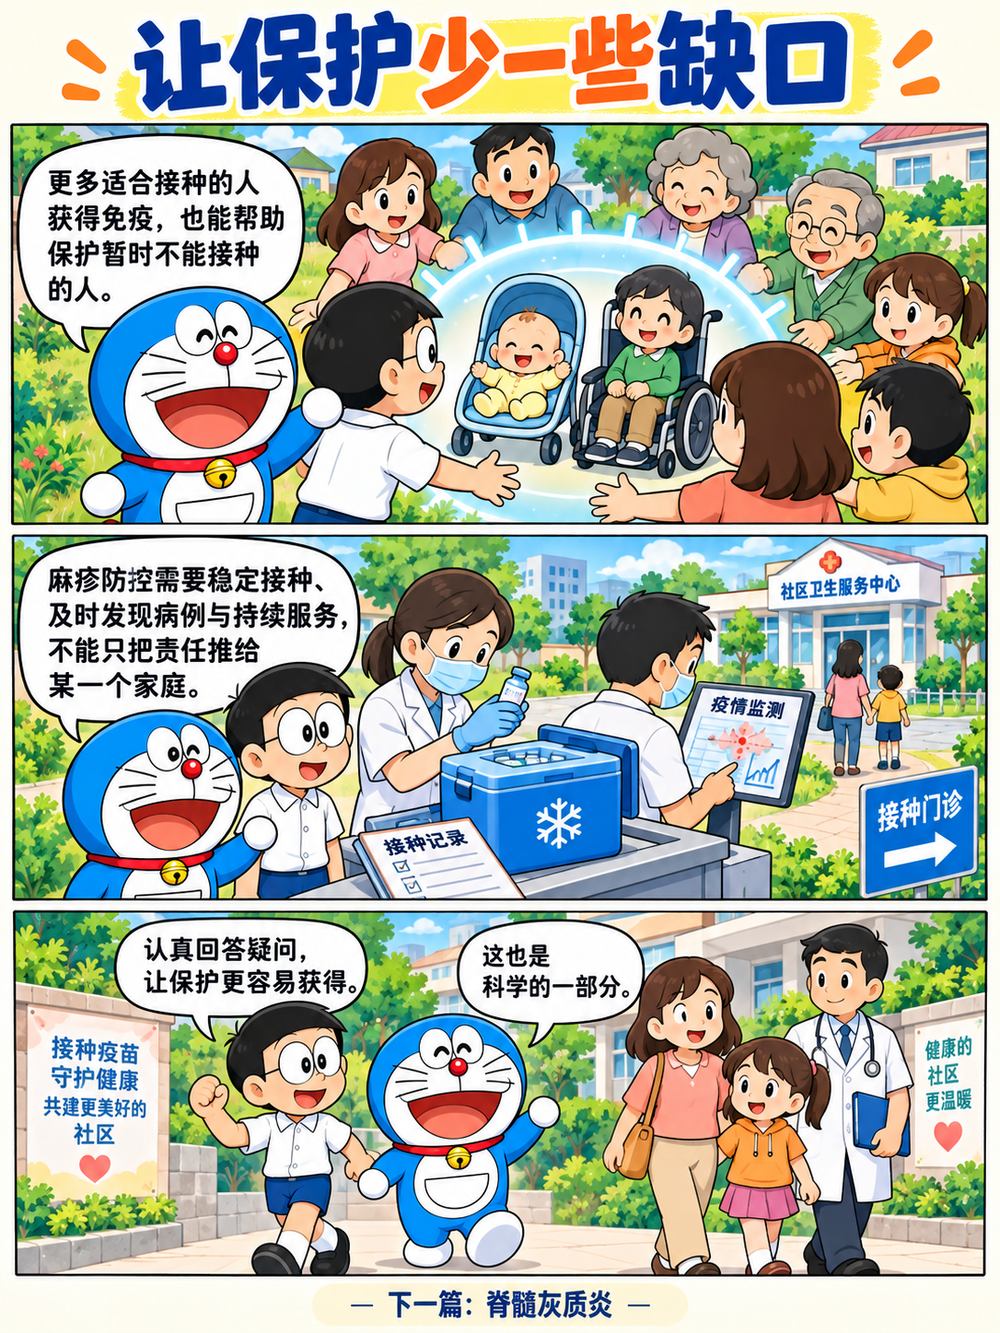 让保护少一些缺口
更多适合接种的人
获得免疫，也能帮助
保护暂时不能接种
的人。
麻疹防控需要稳定接种、
及时发现病例与持续服务，
不能只把责任推给
某一个家庭。
社区卫生服务中心
疫情监测
接种门诊
接种记录
认真回答疑问，
让保护更容易获得。
这也是
科学的一部分。
接种疫苗
守护健康
共建更美好的
社区
健康的
社区
更温暖
— 下一篇：脊髓灰质炎 —